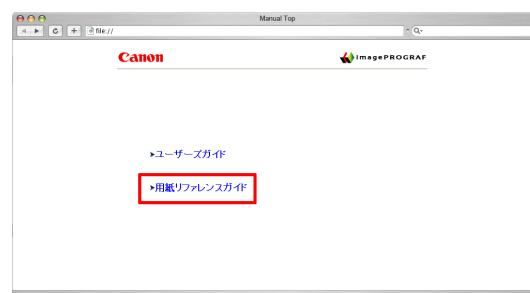 Manual Top
file://
Q-
Canon
imagePROGRAF
➤ユーザーズガイド
➤用紙リファレンスガイド